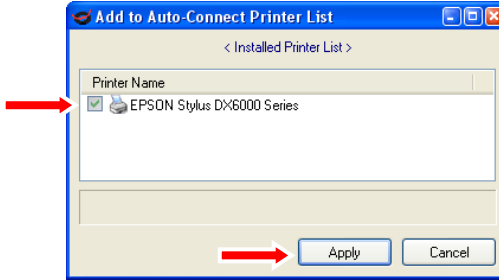 Add to Auto-Connect Printer List
< Installed Printer List >
Printer Name
EPSON Stylus DX6000 Series
Apply Cancel